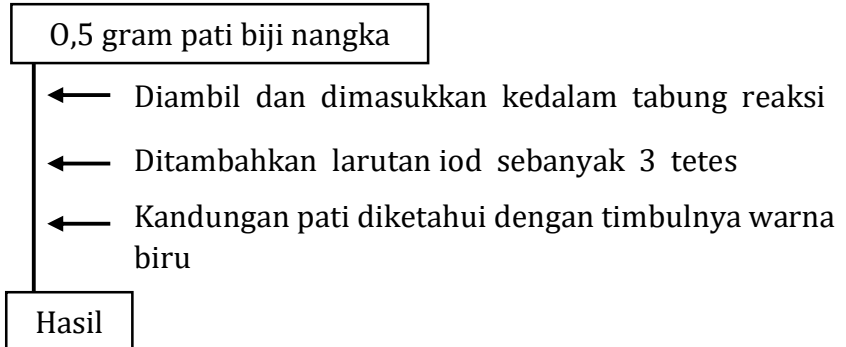 0,5 gram pati biji nangka
Diambil dan dimasukkan kedalam tabung reaksi
Ditambahkan larutan iod sebanyak 3 tetes
Kandungan pati diketahui dengan timbulnya warna
biru
Hasil